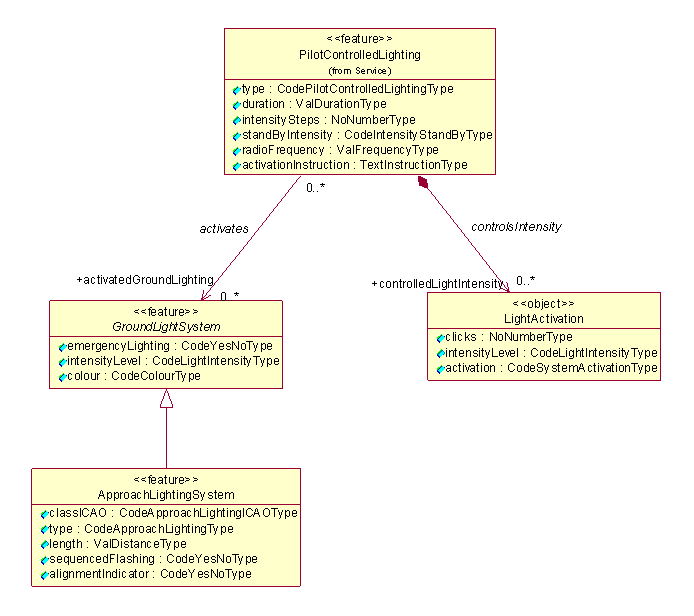 <<feature>>
PilotControlledLighting
(from Service)
type : CodePilotControlledLightingType
duration : ValDurationType
intensitySteps : NoNumberType
standByIntensity : CodeIntensityStandByType
radioFrequency : ValFrequencyType
activationInstruction : TextInstructionType
0..*
activates
controlsIntensity
+activatedGroundLighting
0..*
+controlledLightIntensity
0..*
<<feature>>
GroundLightSystem
emergencyLighting : CodeYesNoType
intensityLevel : CodeLightIntensityType
colour : CodeColourType
<<object>>
LightActivation
clicks : NoNumberType
intensityLevel : CodeLightIntensityType
activation : CodeSystemActivationType
<<feature>>
ApproachLightingSystem
classICAO : CodeApproachLightingICAOType
type : CodeApproachLightingType
length : ValDistanceType
sequencedFlashing : CodeYesNoType
alignmentIndicator : CodeYesNoType